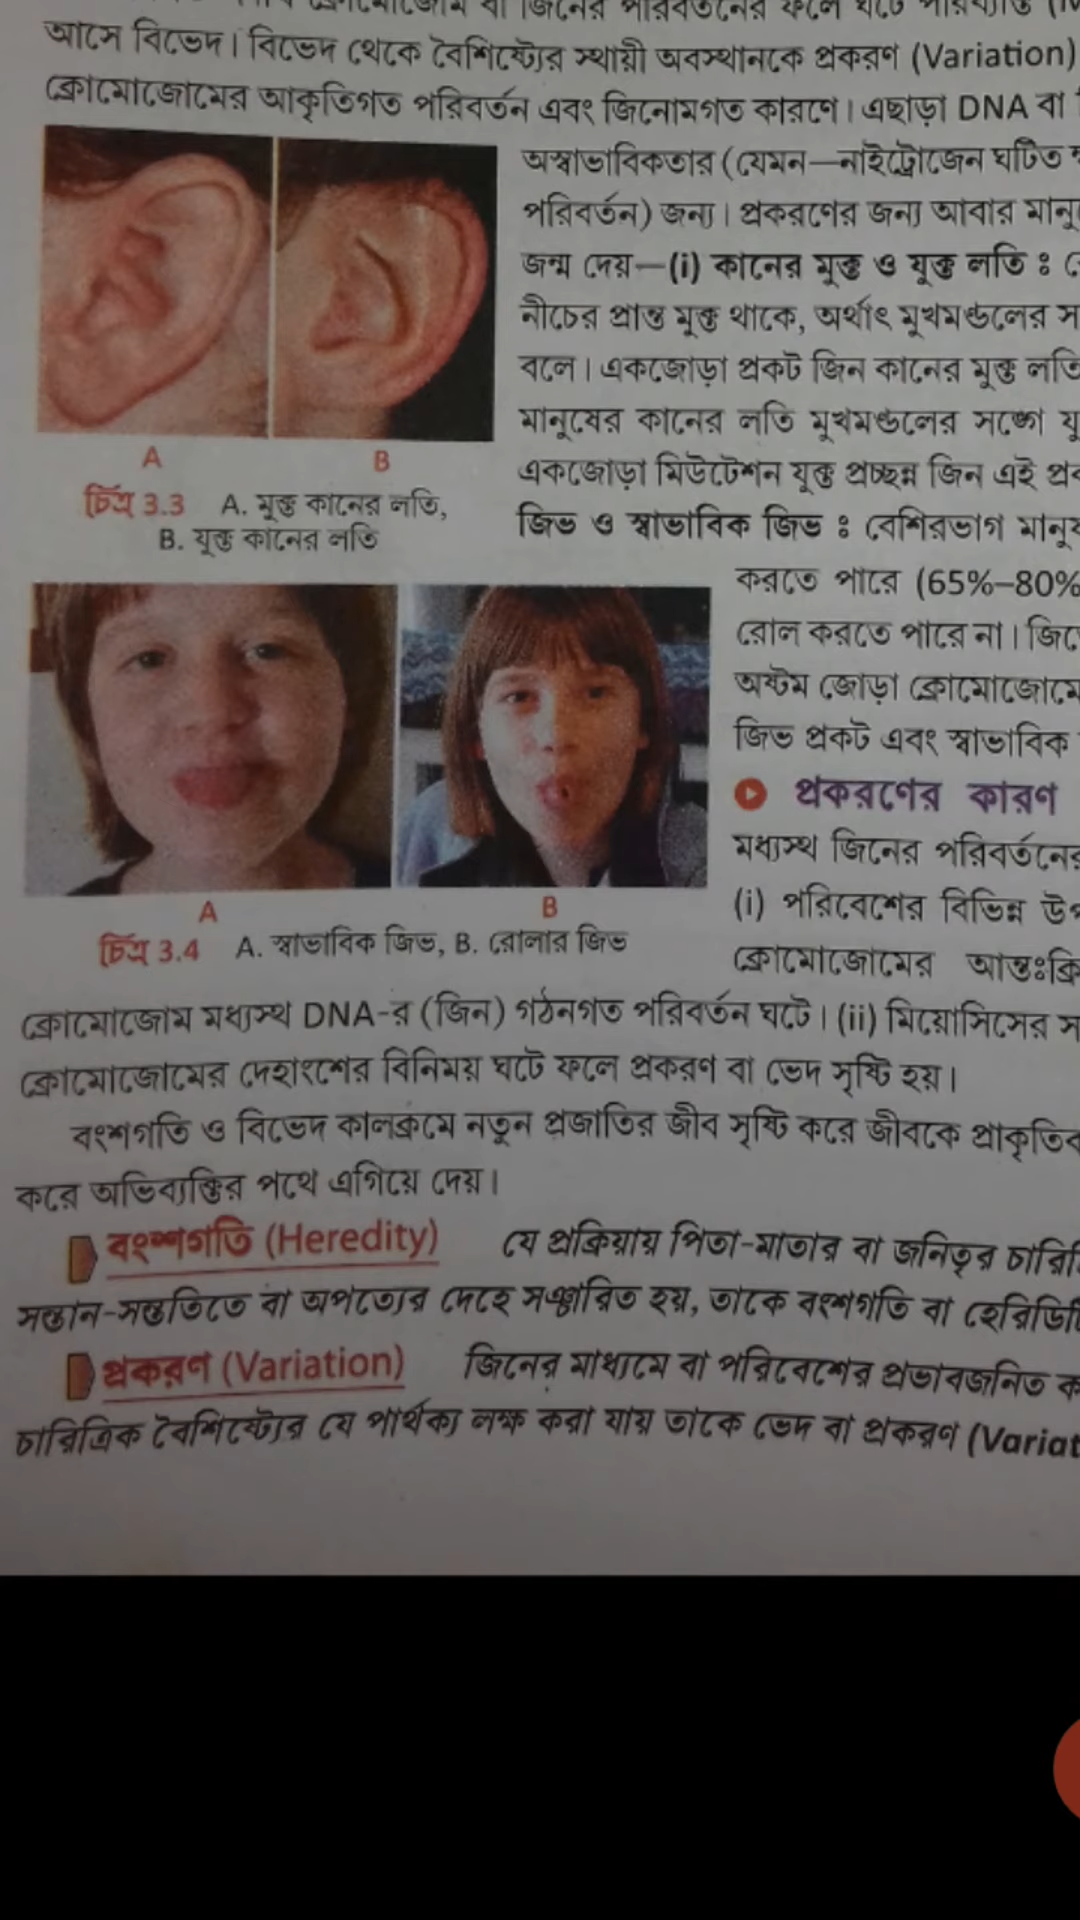 আসে বিভেদ। বিভেদ থেকে বৈশিষ্ট্যের স্থায়ী অবস্থানকে প্রকরণ (Variation)
ক্রোমোজোমের আকৃতিগত পরিবর্তন এবং জিনোমগত কারণে। এছাড়া DNA বা
অস্বাভাবিকতার (যেমন—নাইট্রোজেন ঘটিত
পরিবর্তন) জন্য। প্রকরণের জন্য আবার
জন্ম দেয়—(i) কানের মুক্ত ও যুক্ত লতি ঃ
নীচের প্রান্ত মুক্ত থাকে, অর্থাৎ মুখমণ্ডলের
বলে। একজোড়া প্রকট জিন কানের মুক্ত লতি
মানুষের কানের লতি মুখমণ্ডলের সঙ্গে
একজোড়া মিউটেশন যুক্ত প্রচ্ছন্ন জিন এই
জিভ ও স্বাভাবিক জিভ ঃ বেশিরভাগ
A B
চিত্র 3.3 A. মুক্ত কানের লতি,
B. যুক্ত কানের লতি
করতে পারে (65%–80%
রোল করতে পারে না।
অষ্টম জোড়া
জিভ প্রকট এবং স্বাভাবিক
প্রকরণের কারণ
মধ্যস্থ জিনের
(i) পরিবেশের বিভিন্ন
ক্রোমোজোমের
A B
চিত্র 3.4 A. স্বাভাবিক জিভ, B. রোলার জিভ
ক্রোমোজোম মধ্যস্থ DNA-র (জিন) গঠনগত পরিবর্তন ঘটে। (ii) মিয়োসিসের
ক্রোমোজোমের দেহাংশের বিনিময় ঘটে ফলে প্রকরণ বা ভেদ সৃষ্টি হয়।
বংশগতি ও বিভেদ কালক্রমে নতুন প্রজাতির জীব সৃষ্টি করে জীবকে
করে অভিব্যক্তির পথে এগিয়ে দেয়।
বংশগতি (Heredity) যে প্রক্রিয়ায় পিতা-মাতার বা জনিতৃর
সন্তান-সন্ততিতে বা অপত্যের দেহে সঞ্চারিত হয়, তাকে বংশগতি বা
প্রকরণ (Variation) জিনের মাধ্যমে বা পরিবেশের প্রভাবজনিত
চারিত্রিক বৈশিষ্ট্যের যে পার্থক্য লক্ষ করা যায় তাকে ভেদ বা প্রকরণ (Variat